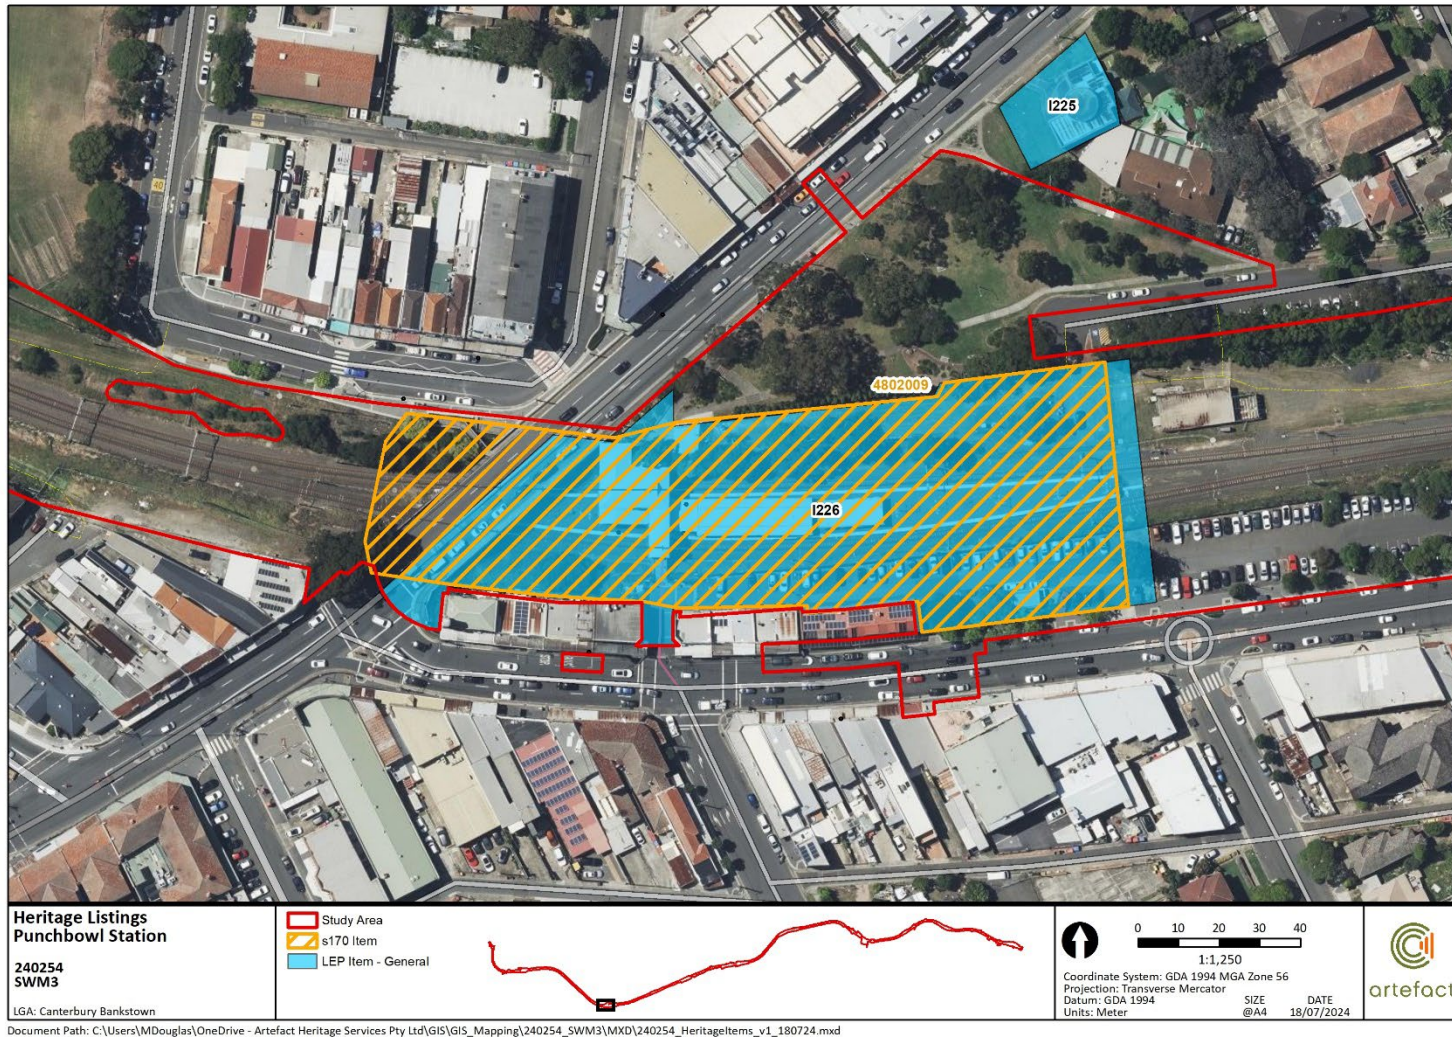 I225
40
4802009
I226
Heritage Listings
Punchbowl Station
240254
SWM3
LGA: Canterbury Bankstown
Study Area
s170 Item
LEP Item - General
0 10 20 30 40
1:1,250
Coordinate System: GDA 1994 MGA Zone 56
Projection: Transverse Mercator
Datum: GDA 1994
Units: Meter
SIZE DATE
@A4 18/07/2024
artefact
Document Path: C:\Users\MDouglas\OneDrive - Artefact Heritage Services Pty Ltd\GIS\GIS_Mapping\240254_SWM3\MXD\240254_HeritageItems_v1_180724.mxd